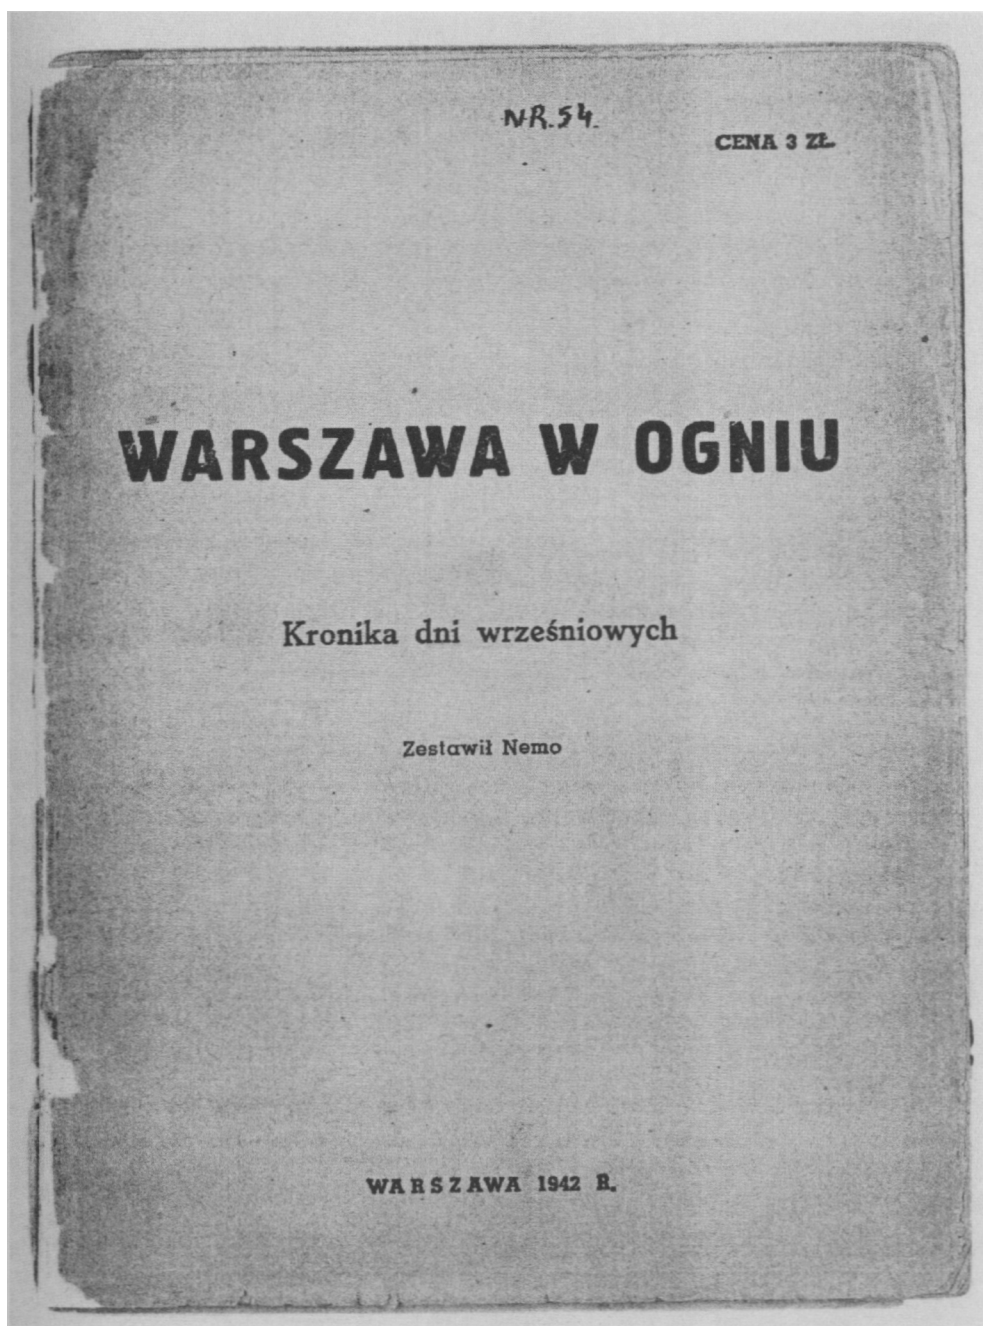 NR. 54.
CENA 3 ZŁ.
WARSZAWA W OGNIU
Kronika dni wrześniowych
Zestawił Nemo
WARSZAWA 1942 R.